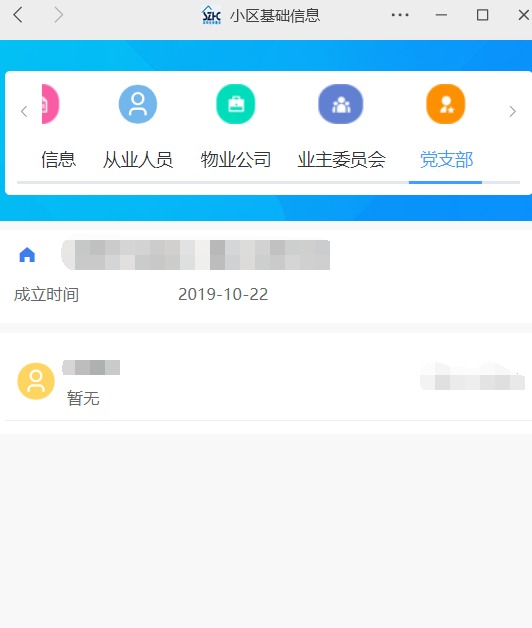 小区基础信息
信息 从业人员 物业公司 业主委员会 党支部
成立时间 2019-10-22
暂无